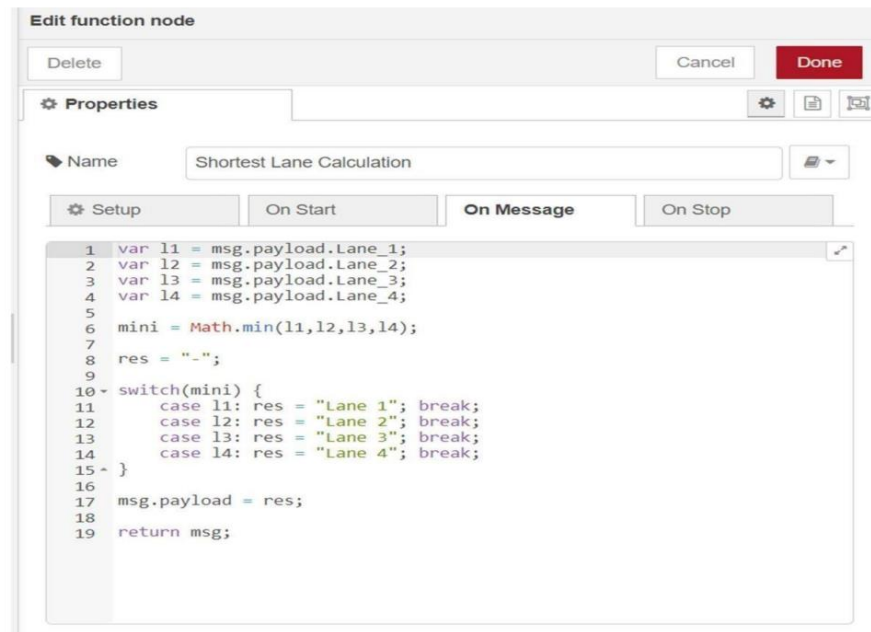 Edit function node
Delete
Cancel
Done
Properties
Name
Shortest Lane Calculation
Setup
On Start
On Message
On Stop
1 var l1 = msg.payload.Lane_1;
2 var l2 = msg.payload.Lane_2;
3 var l3 = msg.payload.Lane_3;
4 var l4 = msg.payload.Lane_4;
5
6 mini = Math.min(l1,l2,l3,l4);
7
8 res = "-";
9
10 switch(mini) {
11 case l1: res = "Lane 1"; break;
12 case l2: res = "Lane 2"; break;
13 case l3: res = "Lane 3"; break;
14 case l4: res = "Lane 4"; break;
15 }
16
17 msg.payload = res;
18
19 return msg;